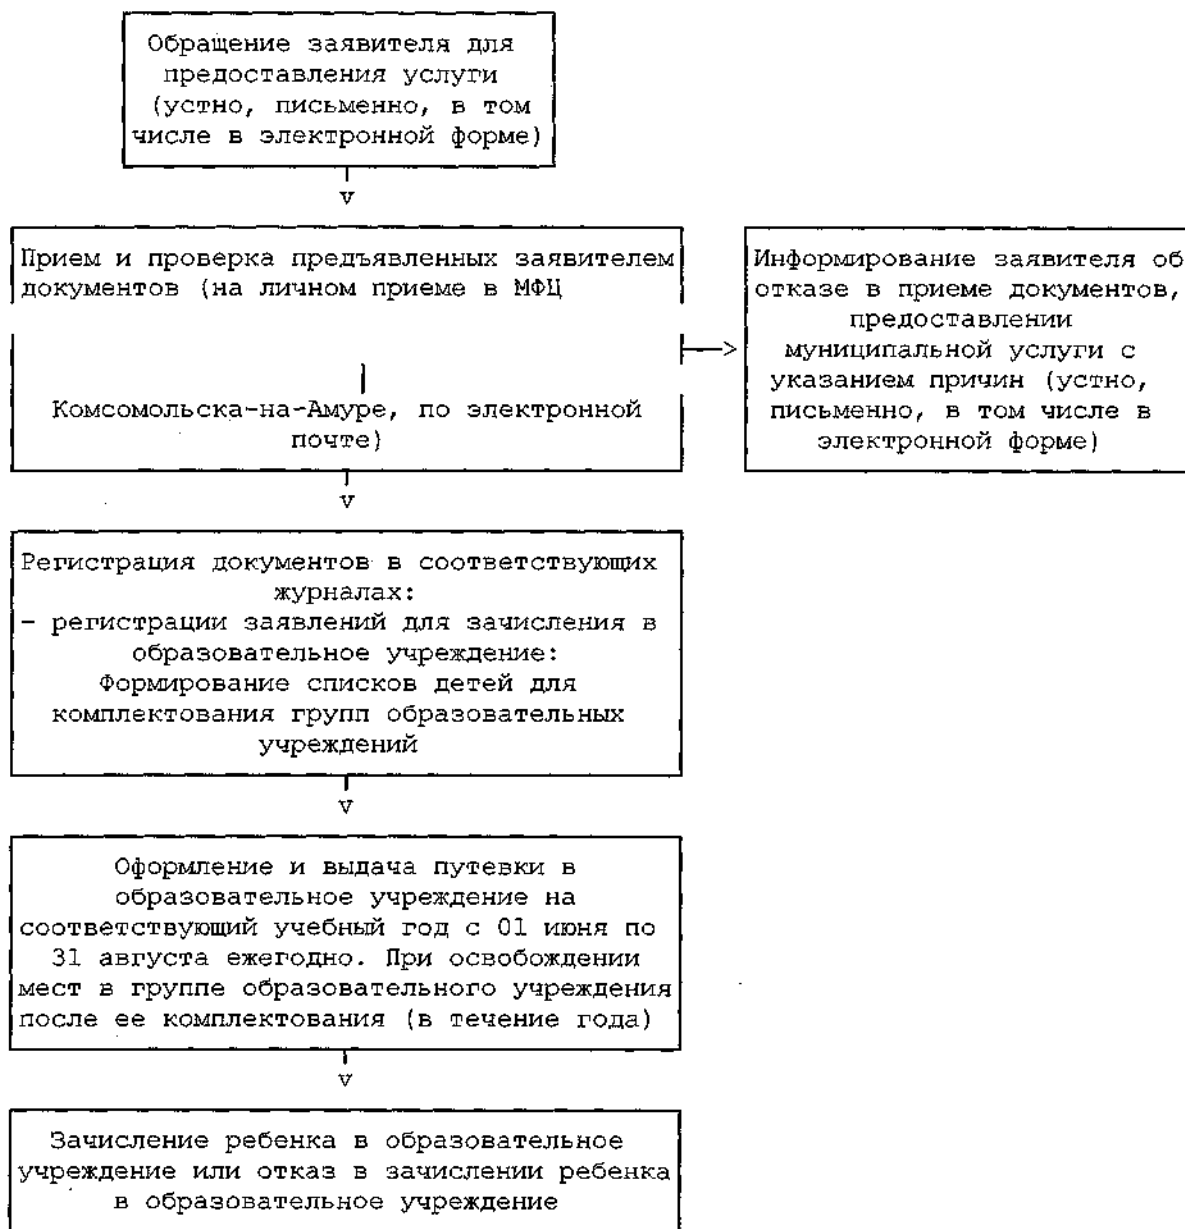 Обращение заявителя для
предоставления услуги
(устно, письменно, в том
числе в электронной форме)
Прием и проверка предъявленных заявителем
документов (на личном приеме в МФЦ
Комсомольска-на-Амуре, по электронной
почте)
Информирование заявителя об
отказе в приеме документов,
предоставлении
муниципальной услуги с
указанием причин (устно,
письменно, в том числе в
электронной форме)
Регистрация документов в соответствующих
журналах:
- регистрации заявлений для зачисления в
образовательное учреждение:
Формирование списков детей для
комплектования групп образовательных
учреждений
Оформление и выдача путевки в
образовательное учреждение на
соответствующий учебный год с 01 июня по
31 августа ежегодно. При освобождении
мест в группе образовательного учреждения
после ее комплектования (в течение года)
Зачисление ребенка в образовательное
учреждение или отказ в зачислении ребенка
в образовательное учреждение